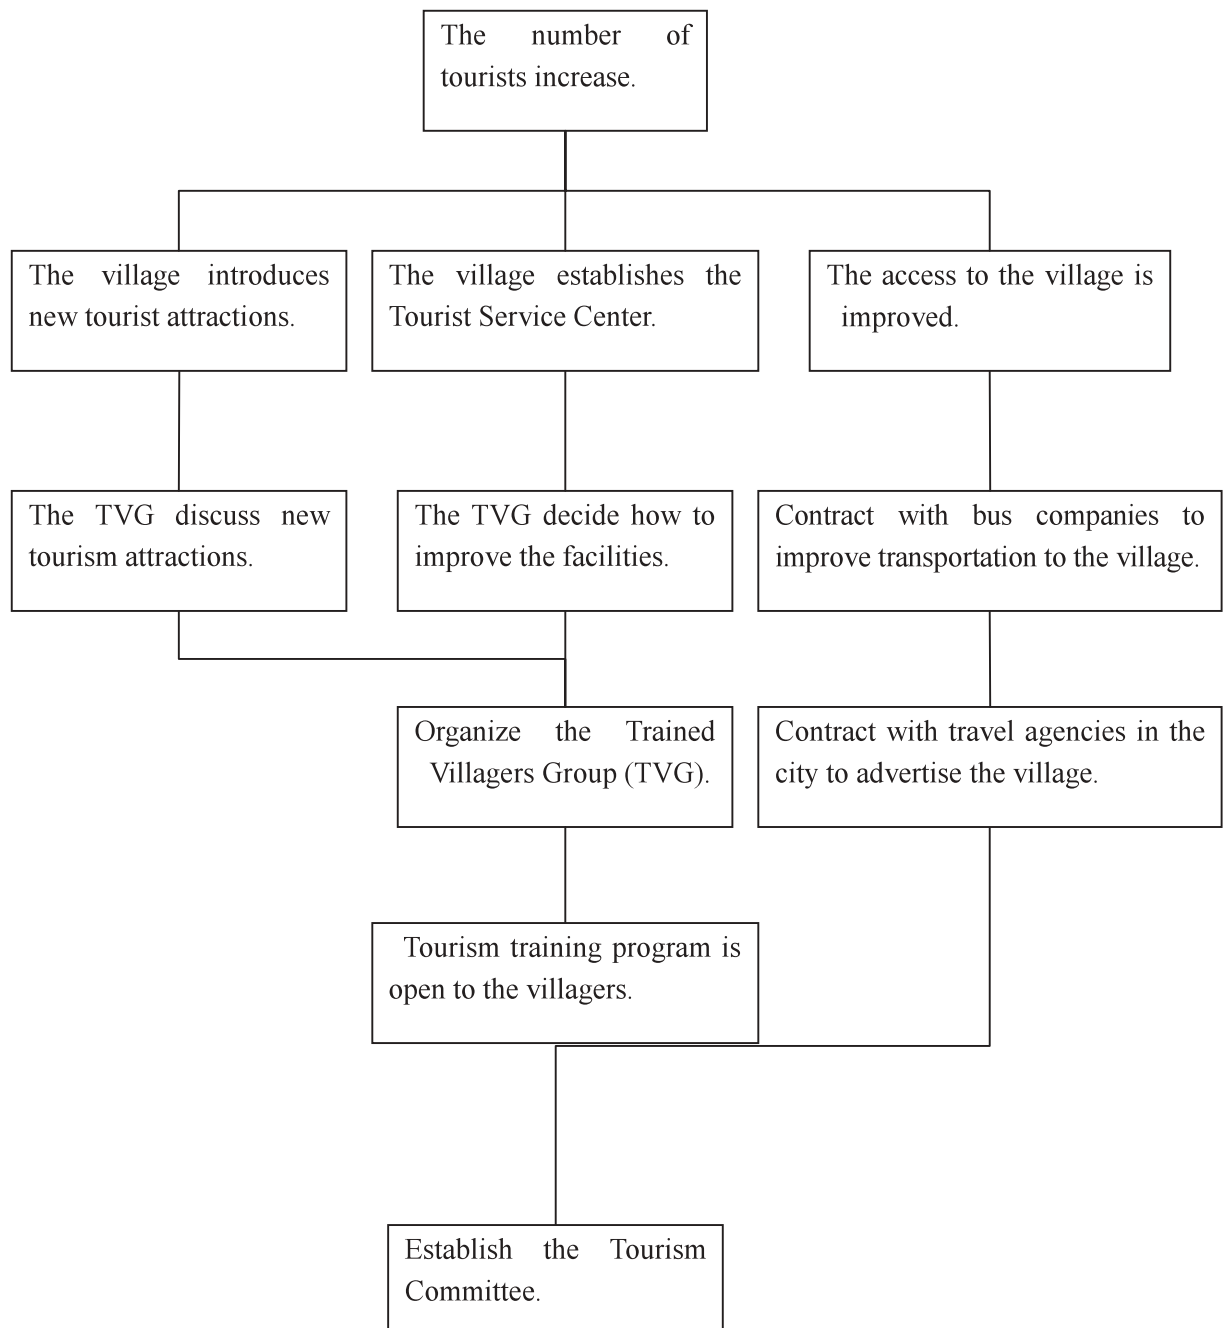 The number of
tourists increase.
The village introduces
new tourist attractions.
The village establishes the
Tourist Service Center.
The access to the village is
improved.
The TVG discuss new
tourism attractions.
The TVG decide how to
improve the facilities.
Contract with bus companies to
improve transportation to the village.
Organize the Trained
Villagers Group (TVG).
Contract with travel agencies in the
city to advertise the village.
Tourism training program is
open to the villagers.
Establish the Tourism
Committee.